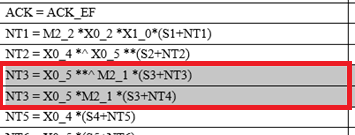 ACK = ACK_EF
NT1 = M2_2 *X0_2 *X1_0*(S1+NT1)
NT2 = X0_4 *^ X0_5 **(S2+NT2)
NT3 = X0_5 **^ M2_1 *(S3+NT3)
NT3 = X0_5 *M2_1 *(S3+NT4)
NT5 = X0_4 *(S4+NT5)